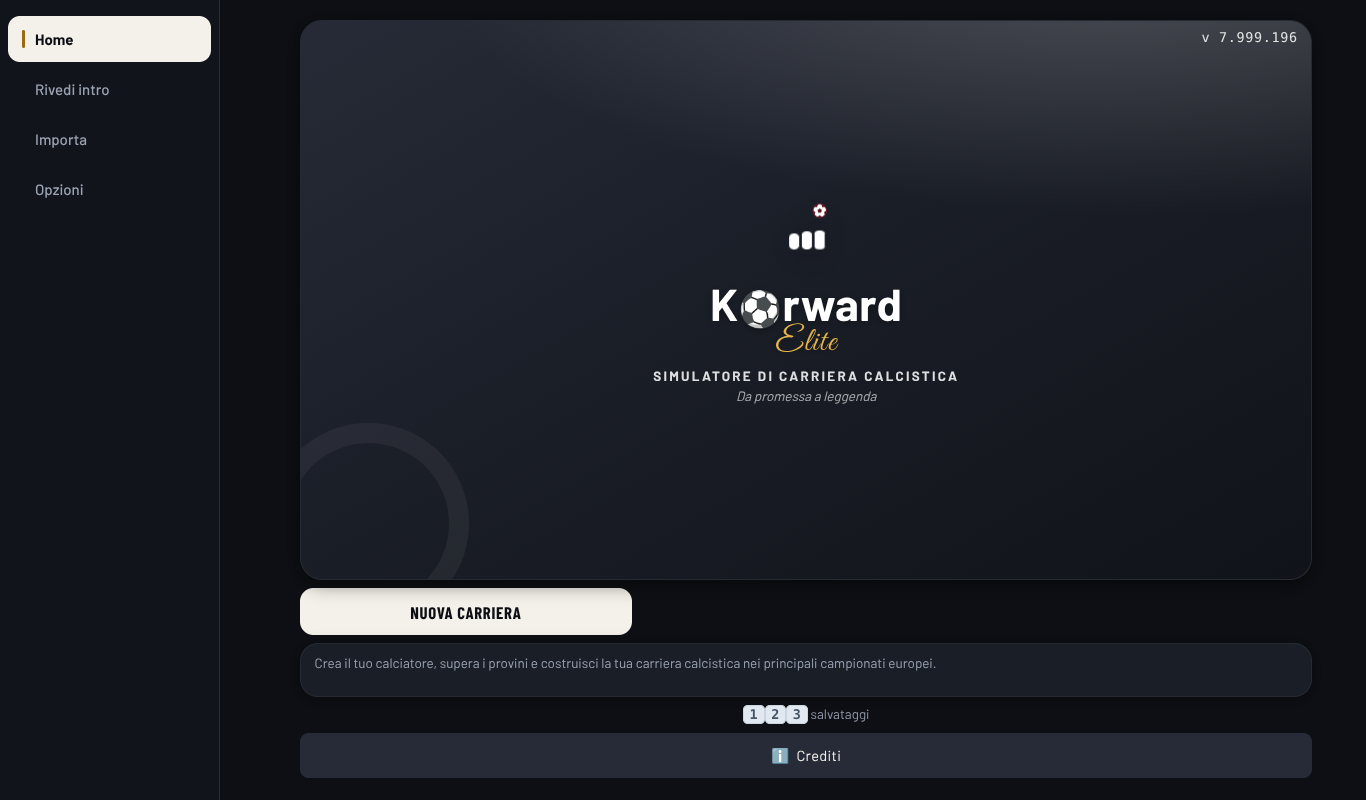 Home
Rivedi intro
Importa
Opzioni
v 7.999.196
K⚽rward
Elite
SIMULATORE DI CARRIERA CALCISTICA
Da promessa a leggenda
NUOVA CARRIERA
Crea il tuo calciatore, supera i provini e costruisci la tua carriera calcistica nei principali campionati europei.
1 2 3 salvataggi
ℹ️ Crediti